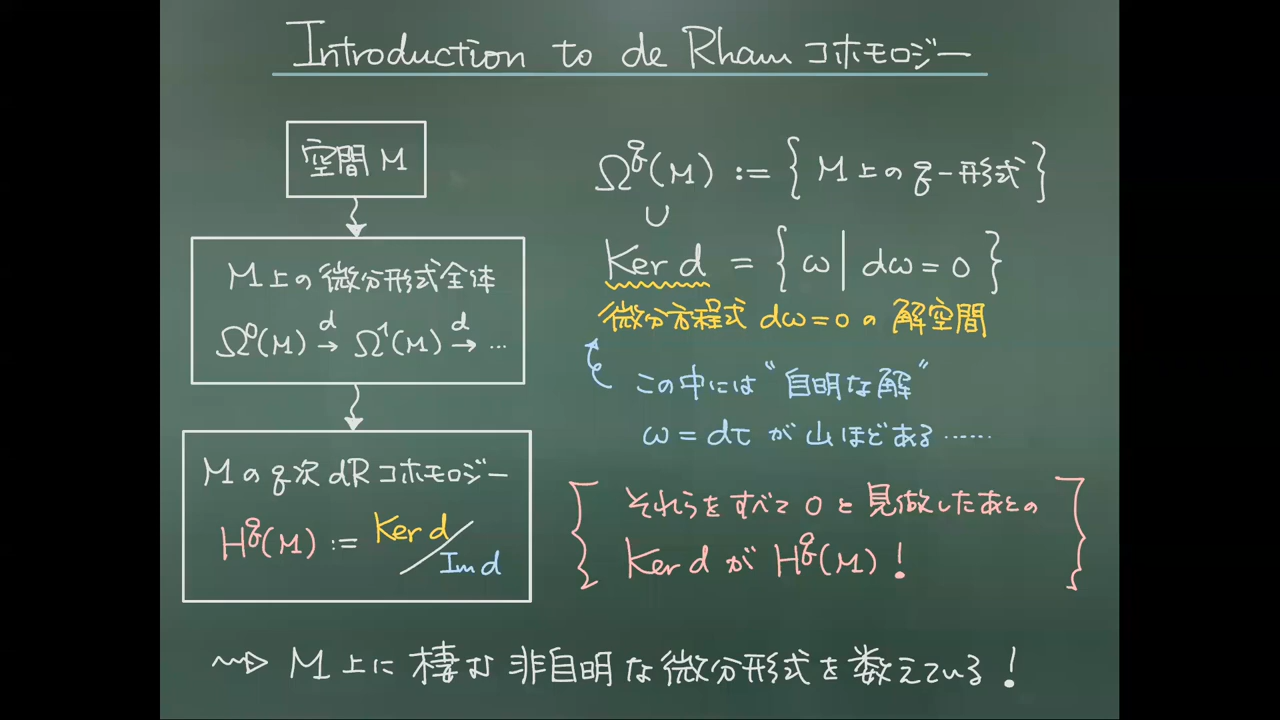 Introduction to de Rham コホモロジー
空間 M
M上の微分形式全体
Ω⁰(M) →d Ω¹(M) →d …
Mのq次dRコホモロジー
H^q(M) := Ker d / Im d
Ω^q(M) := { M上のq-形式 }
∪
Ker d = { ω | dω = 0 }
微分方程式 dω=0 の 解空間
この中には “自明な解”
ω = dτ が 山ほどある……
それらをすべて 0 と 見做したあとの
Ker d が H^q(M)!
⇝ M上に 棲む 非自明な微分形式を数えている!